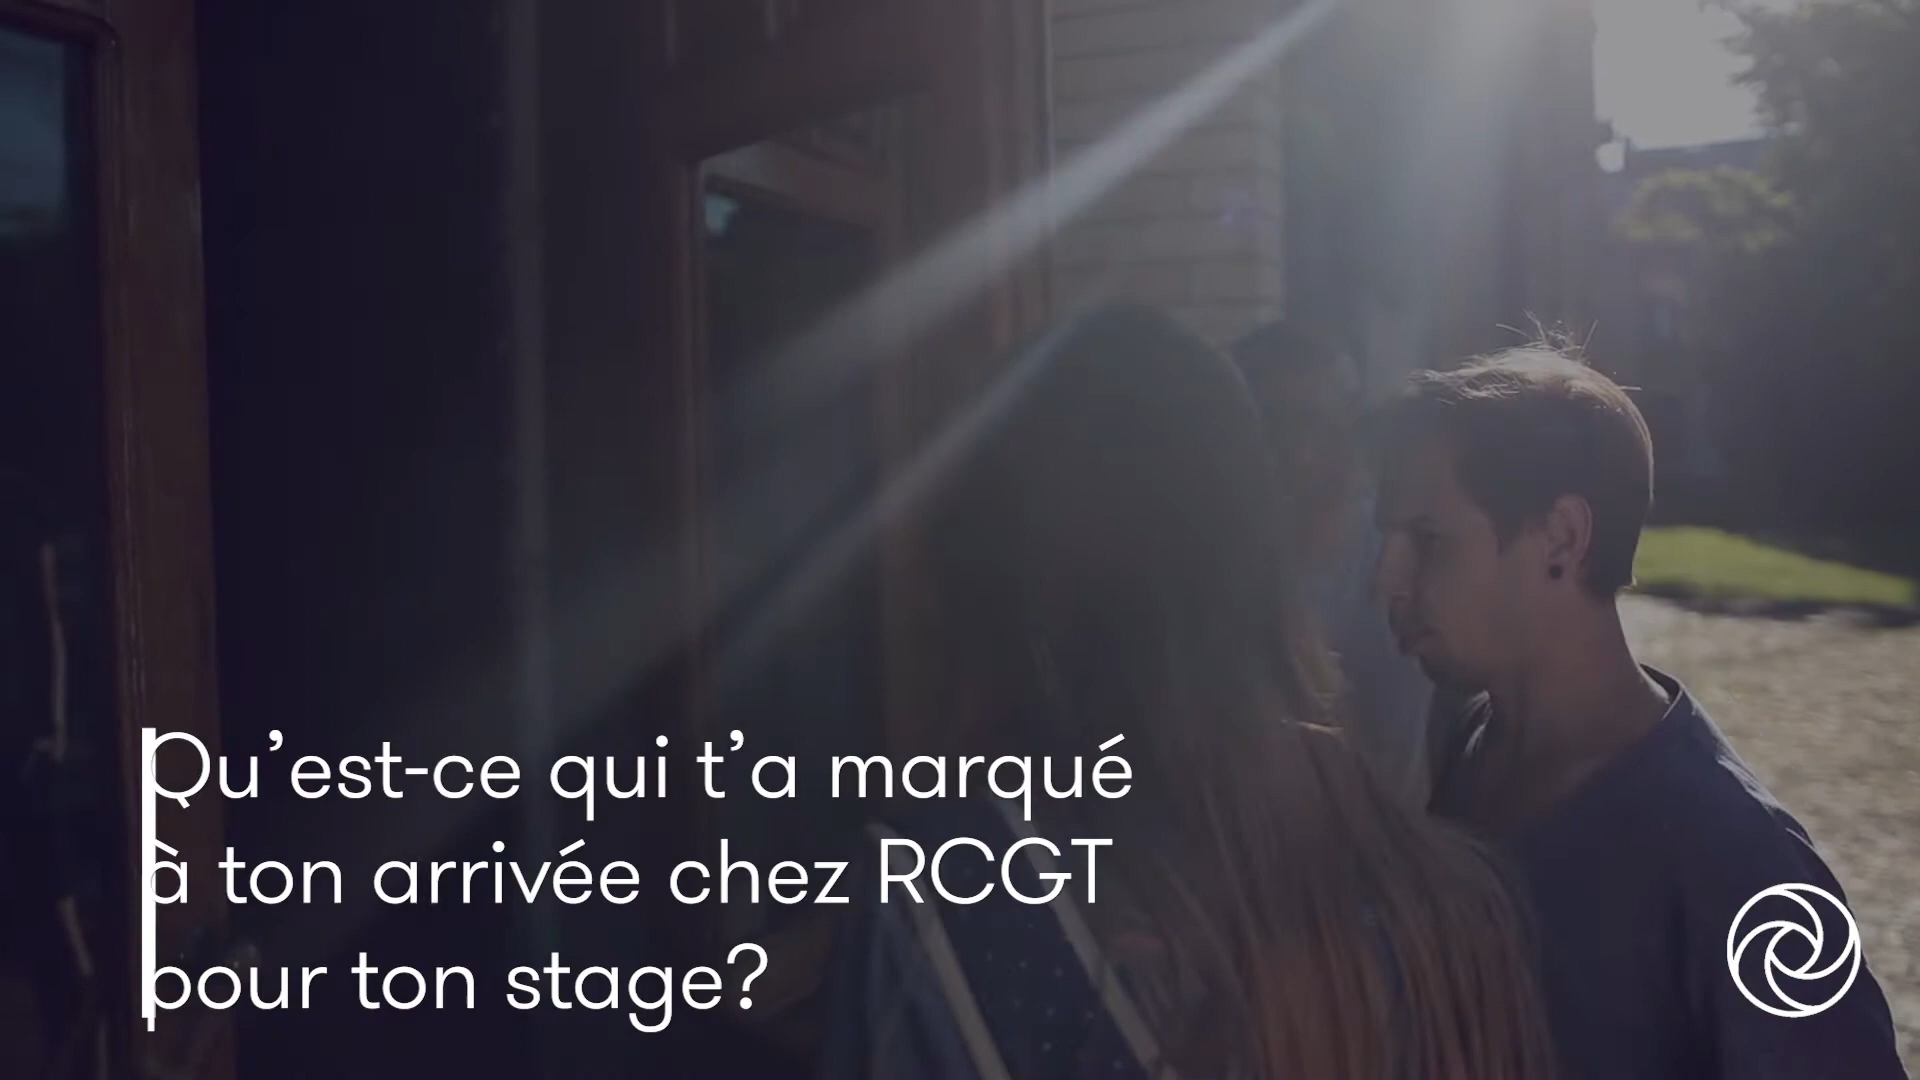 Qu’est-ce qui t’a marqué
à ton arrivée chez RCGT
pour ton stage?